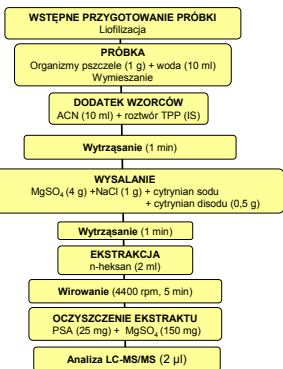 WSTĘPNE PRZYGOTOWANIE PRÓBKI
Liofilizacja
PRÓBKA
Organizmy pszczele (1 g) + woda (10 ml)
Wymieszanie
DODATEK WZORCÓW
ACN (10 ml) + roztwór TPP (IS)
Wytrząsanie (1 min)
WYSALANIE
MgSO₄ (4 g) +NaCl (1 g) + cytrynian sodu
+ cytrynian disodu (0,5 g)
Wytrząsanie (1 min)
EKSTRAKCJA
n-heksan (2 ml)
Wirowanie (4400 rpm, 5 min)
OCZYSZCZENIE EKSTRAKTU
PSA (25 mg) + MgSO₄ (150 mg)
Analiza LC-MS/MS (2 µl)